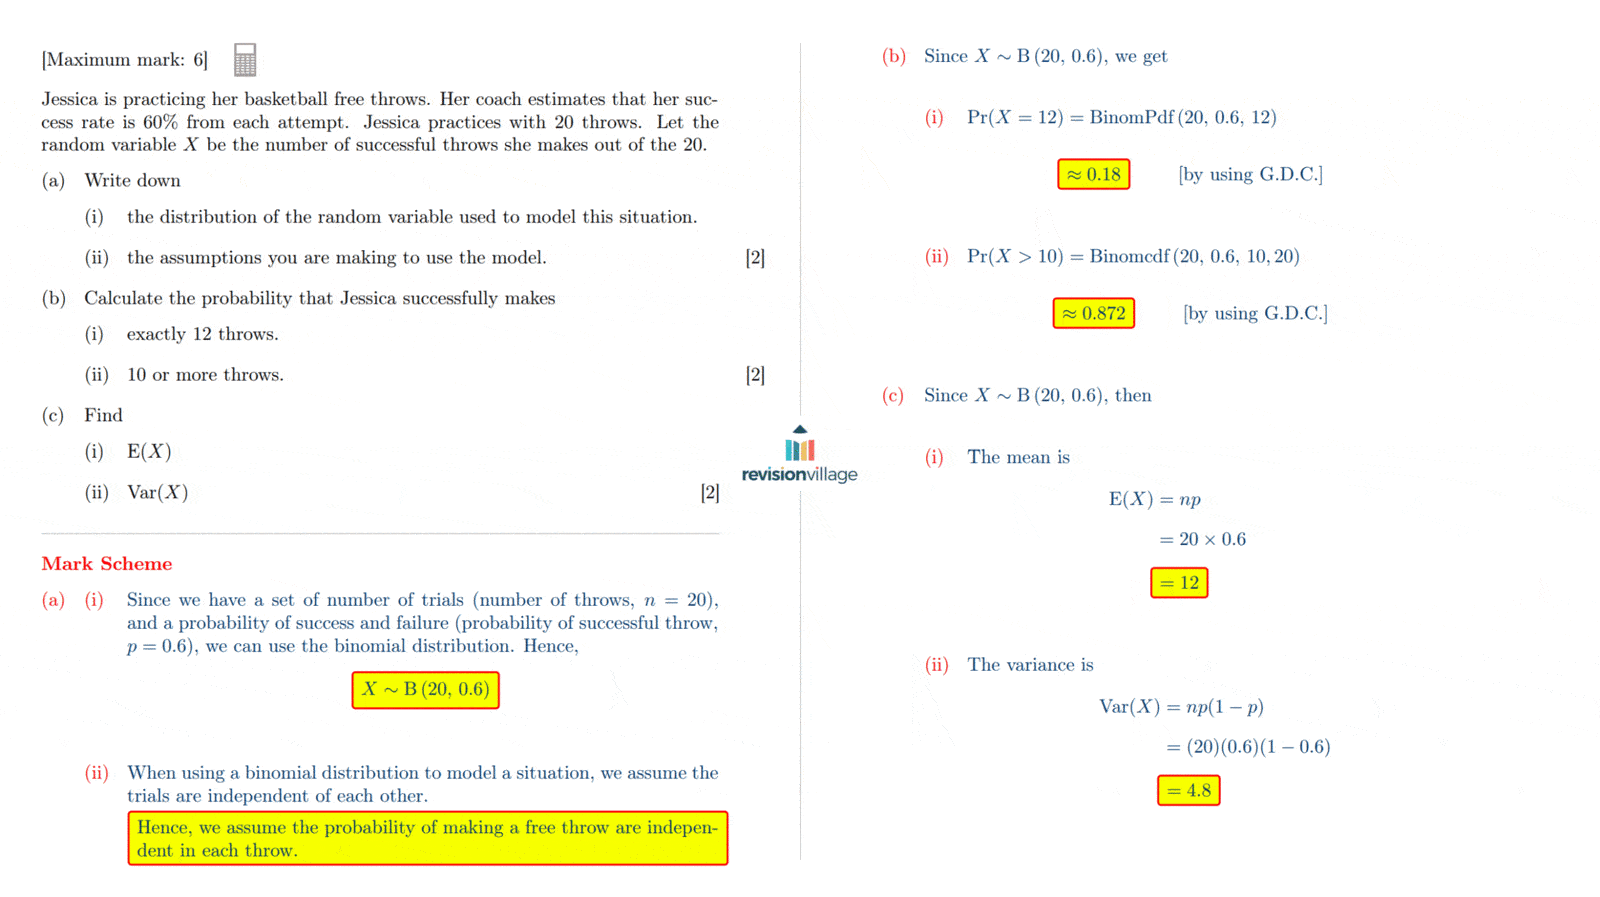 [Maximum mark: 6]
Jessica is practicing her basketball free throws. Her coach estimates that her suc-
cess rate is 60% from each attempt. Jessica practices with 20 throws. Let the
random variable X be the number of successful throws she makes out of the 20.
(a) Write down
(i) the distribution of the random variable used to model this situation.
(ii) the assumptions you are making to use the model. [2]
(b) Calculate the probability that Jessica successfully makes
(i) exactly 12 throws.
(ii) 10 or more throws. [2]
(c) Find
(i) E(X)
(ii) Var(X) [2]
Mark Scheme
(a) (i) Since we have a set of number of trials (number of throws, n = 20),
and a probability of success and failure (probability of successful throw,
p = 0.6), we can use the binomial distribution. Hence,
X ∼ B (20, 0.6)
(ii) When using a binomial distribution to model a situation, we assume the
trials are independent of each other.
Hence, we assume the probability of making a free throw are indepen-
dent in each throw.
revisionvillage
(b) Since X ∼ B (20, 0.6), we get
(i) Pr(X = 12) = BinomPdf (20, 0.6, 12)
≈ 0.18 [by using G.D.C.]
(ii) Pr(X > 10) = Binomcdf (20, 0.6, 10, 20)
≈ 0.872 [by using G.D.C.]
(c) Since X ∼ B (20, 0.6), then
(i) The mean is
E(X) = np
= 20 × 0.6
= 12
(ii) The variance is
Var(X) = np(1 − p)
= (20)(0.6)(1 − 0.6)
= 4.8